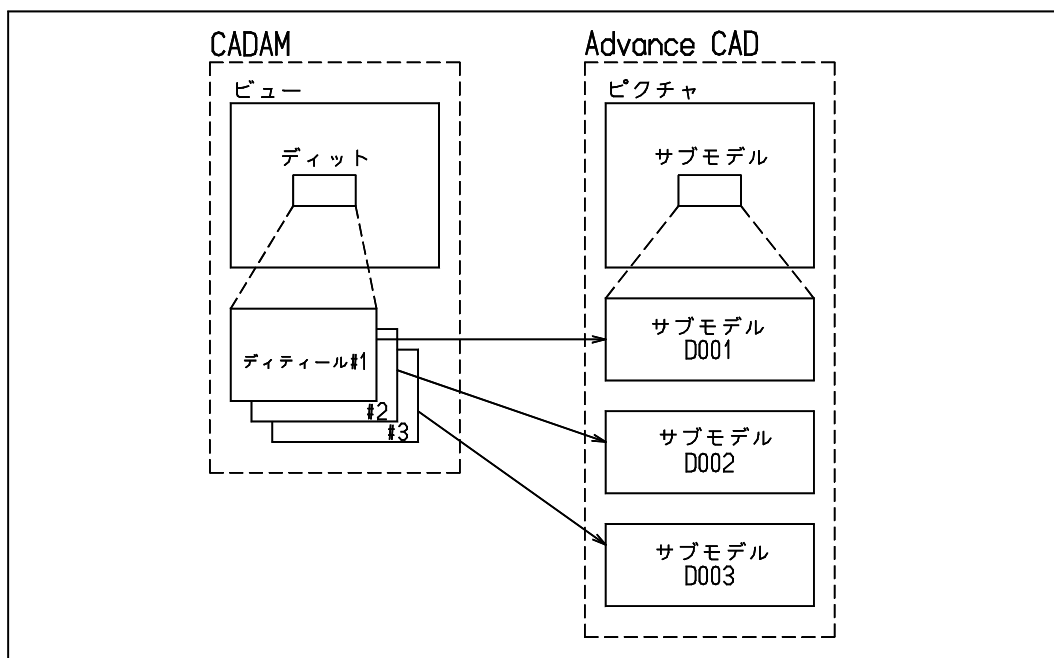 CADAM
ビュー
ディット
ディティール#1
#2
#3
Advance CAD
ピクチャ
サブモデル
サブモデル
D001
サブモデル
D002
サブモデル
D003